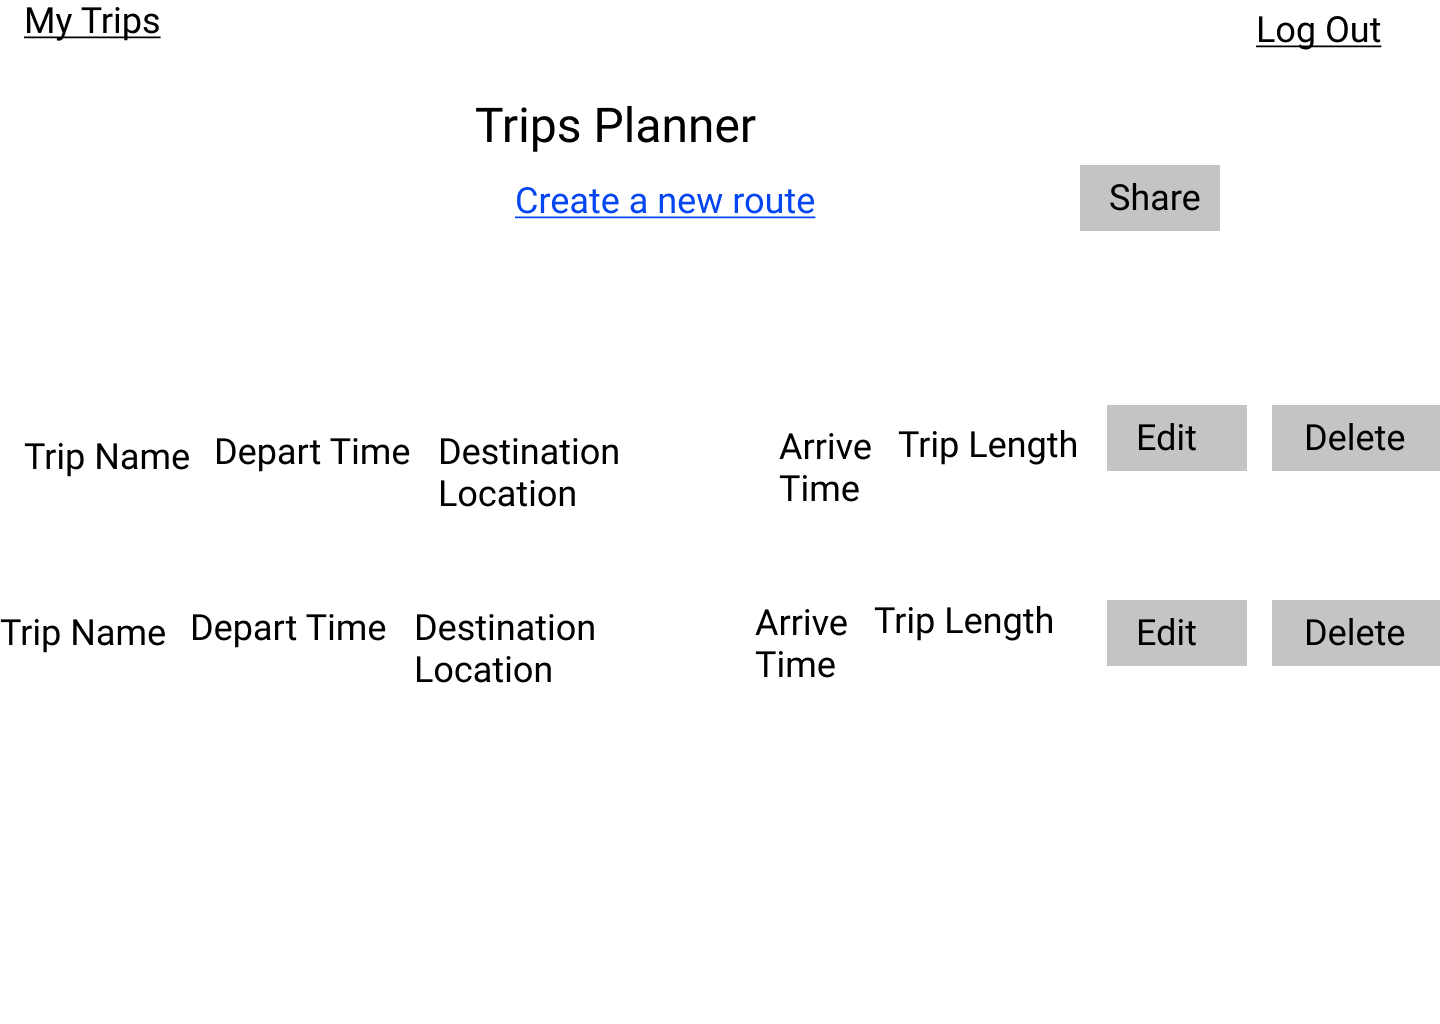 My Trips
Log Out
Trips Planner
Create a new route
Share
Trip Name
Depart Time
Destination
Location
Arrive
Time
Trip Length
Edit
Delete
Trip Name
Depart Time
Destination
Location
Arrive
Time
Trip Length
Edit
Delete